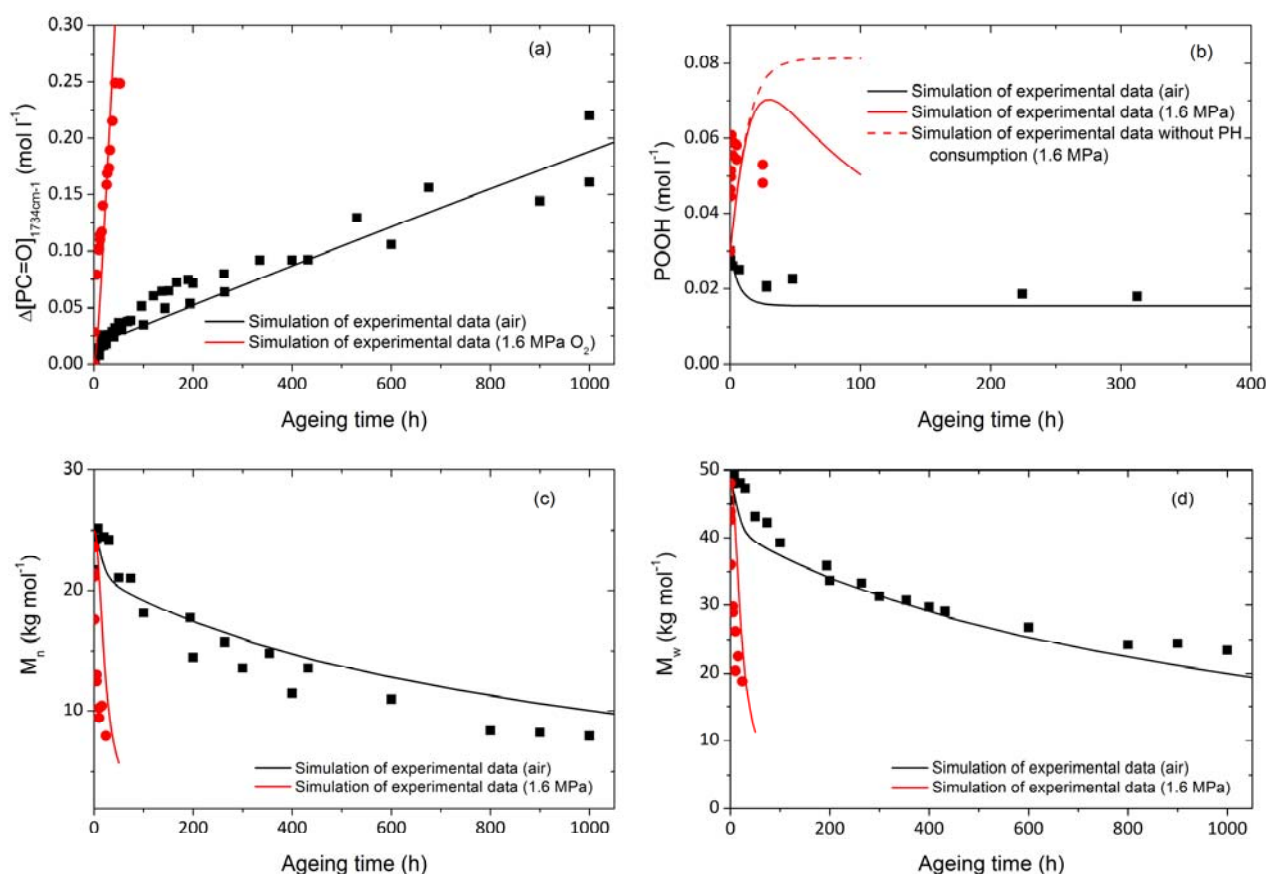 (a)
0.30
0.25
0.20
0.15
0.10
0.05
0.00
Δ[PC=O]1734cm-1 (mol l-1)
Simulation of experimental data (air)
Simulation of experimental data (1.6 MPa O2)
0 200 400 600 800 1000
Ageing time (h)
(b)
0.08
0.06
0.04
0.02
0.00
POOH (mol l-1)
Simulation of experimental data (air)
Simulation of experimental data (1.6 MPa)
Simulation of experimental data without PH
consumption (1.6 MPa)
0 100 200 300 400
Ageing time (h)
(c)
30
20
10
Mn (kg mol-1)
Simulation of experimental data (air)
Simulation of experimental data (1.6 MPa)
0 200 400 600 800 1000
Ageing time (h)
(d)
50
40
30
20
10
0
Mw (kg mol-1)
Simulation of experimental data (air)
Simulation of experimental data (1.6 MPa)
0 200 400 600 800 1000
Ageing time (h)